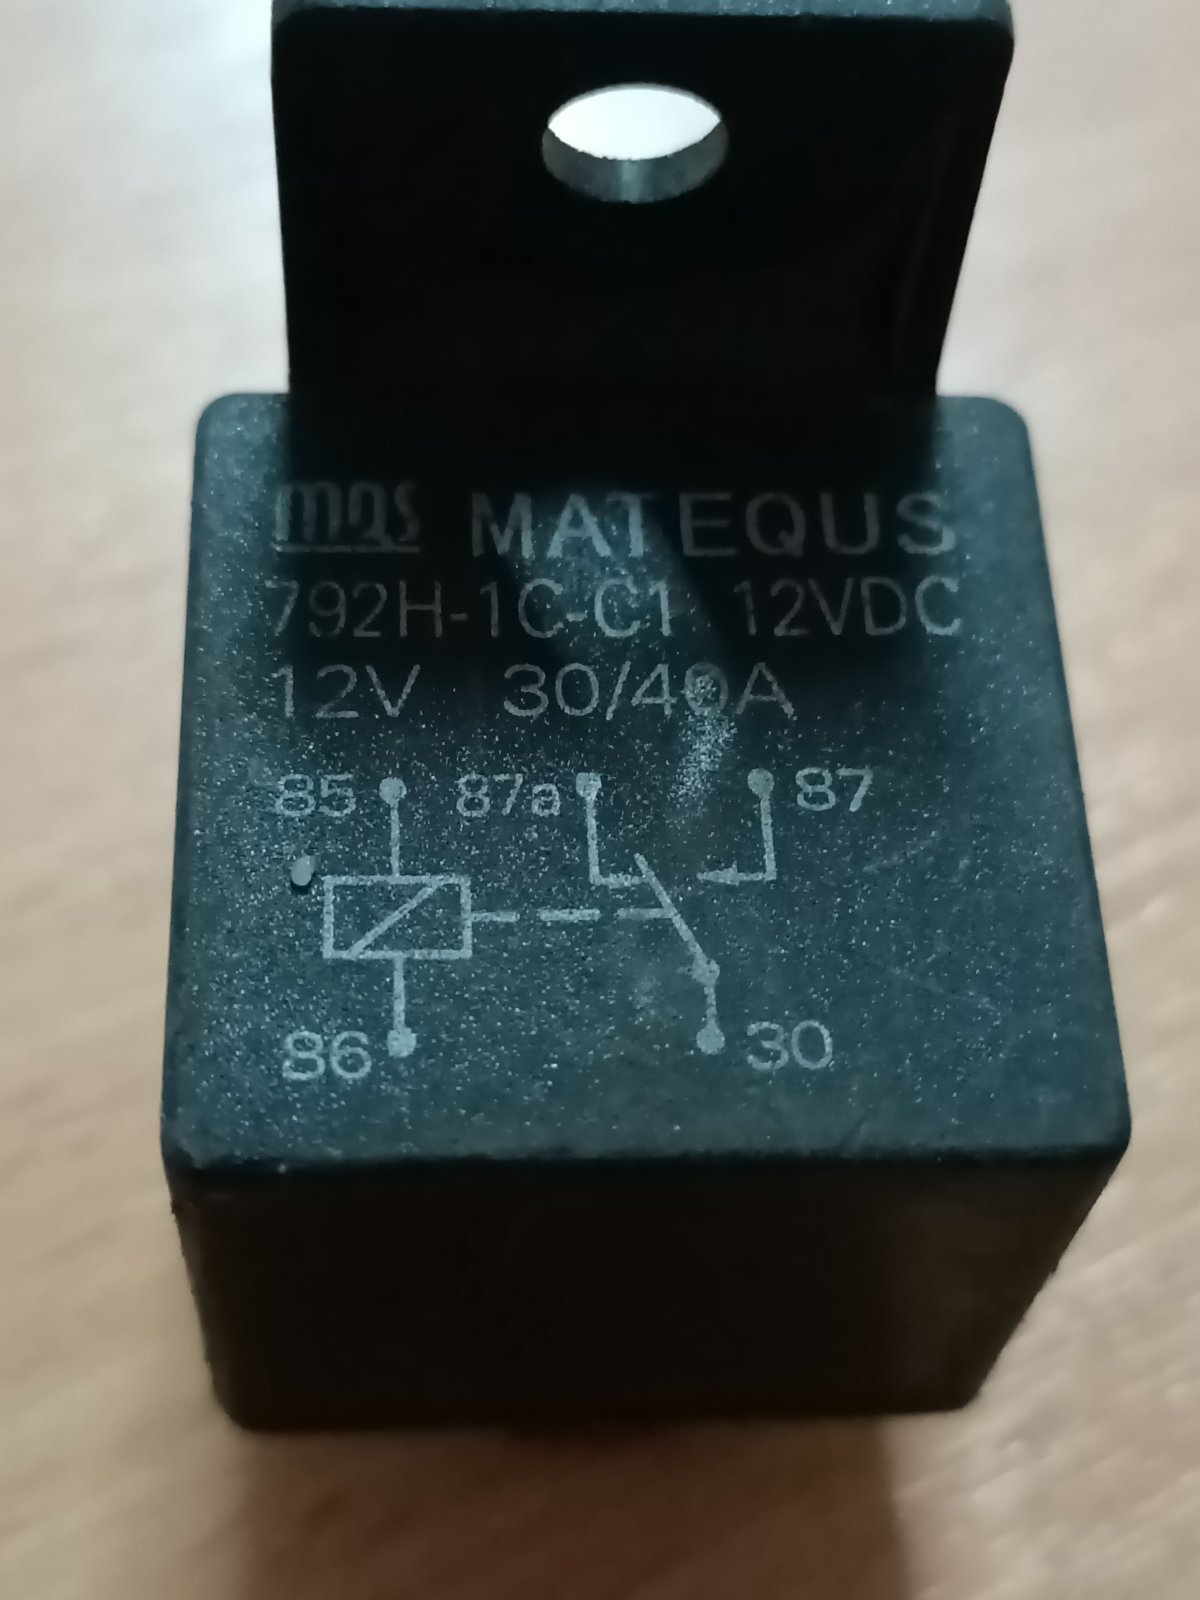 mqs MATEQUS
792H-1C-C1 12VDC
12V 30/40A
85 87a 87
86 30